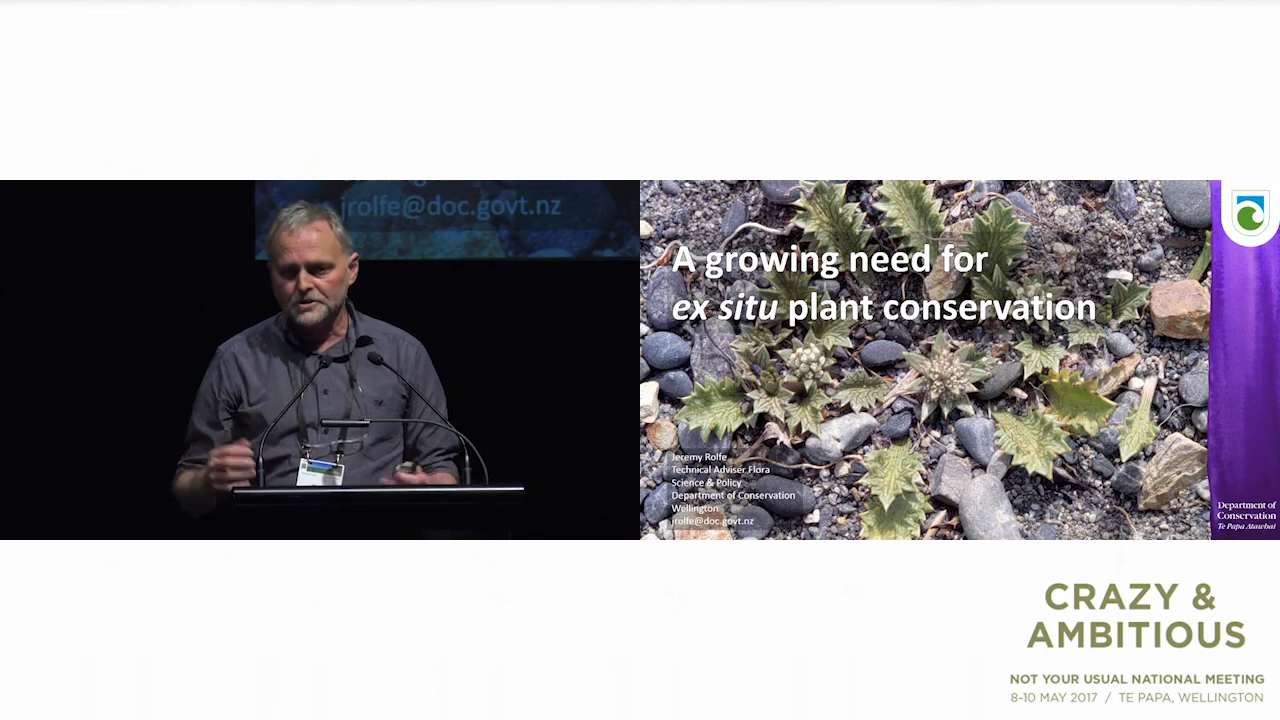 jrolfe@doc.govt.nz
A growing need for
ex situ plant conservation
Jeremy Rolfe
Technical Adviser Flora
Science & Policy
Department of Conservation
Wellington
jrolfe@doc.govt.nz
Department of
Conservation
Te Papa Atawhai
CRAZY &
AMBITIOUS
NOT YOUR USUAL NATIONAL MEETING
8-10 MAY 2017 / TE PAPA, WELLINGTON